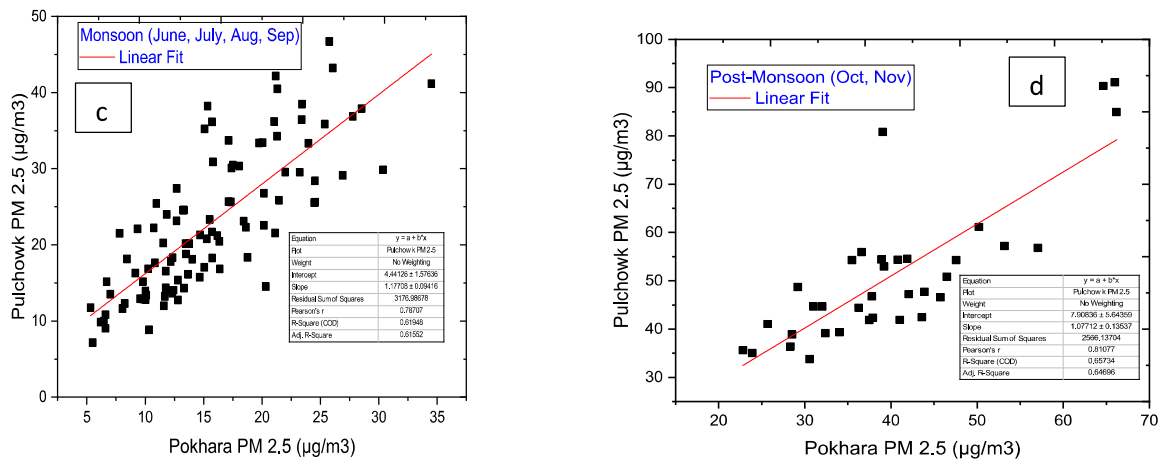 Monsoon (June, July, Aug, Sep)
Linear Fit
c
50
40
30
20
10
0
Pulchowk PM 2.5 (µg/m3)
5
10
15
20
25
30
35
Pokhara PM 2.5 (µg/m3)
Equation y = a + b*x
Plot Pulchowk PM 2.5
Weight No Weighting
Intercept 4.44126 ± 1.57636
Slope 1.17708 ± 0.09416
Residual Sum of Squares 3176.98678
Pearson's r 0.78707
R-Square (COD) 0.61948
Adj. R-Square 0.61552
Post-Monsoon (Oct, Nov)
Linear Fit
d
100
90
80
70
60
50
40
30
Pulchowk PM 2.5 (µg/m3)
20
30
40
50
60
70
Pokhara PM 2.5 (µg/m3)
Equation y = a + b*x
Plot Pulchowk PM 2.5
Weight No Weighting
Intercept 7.90836 ± 5.64359
Slope 1.07712 ± 0.13537
Residual Sum of Squares 2566.13704
Pearson's r 0.81077
R-Square (COD) 0.65734
Adj. R-Square 0.64696